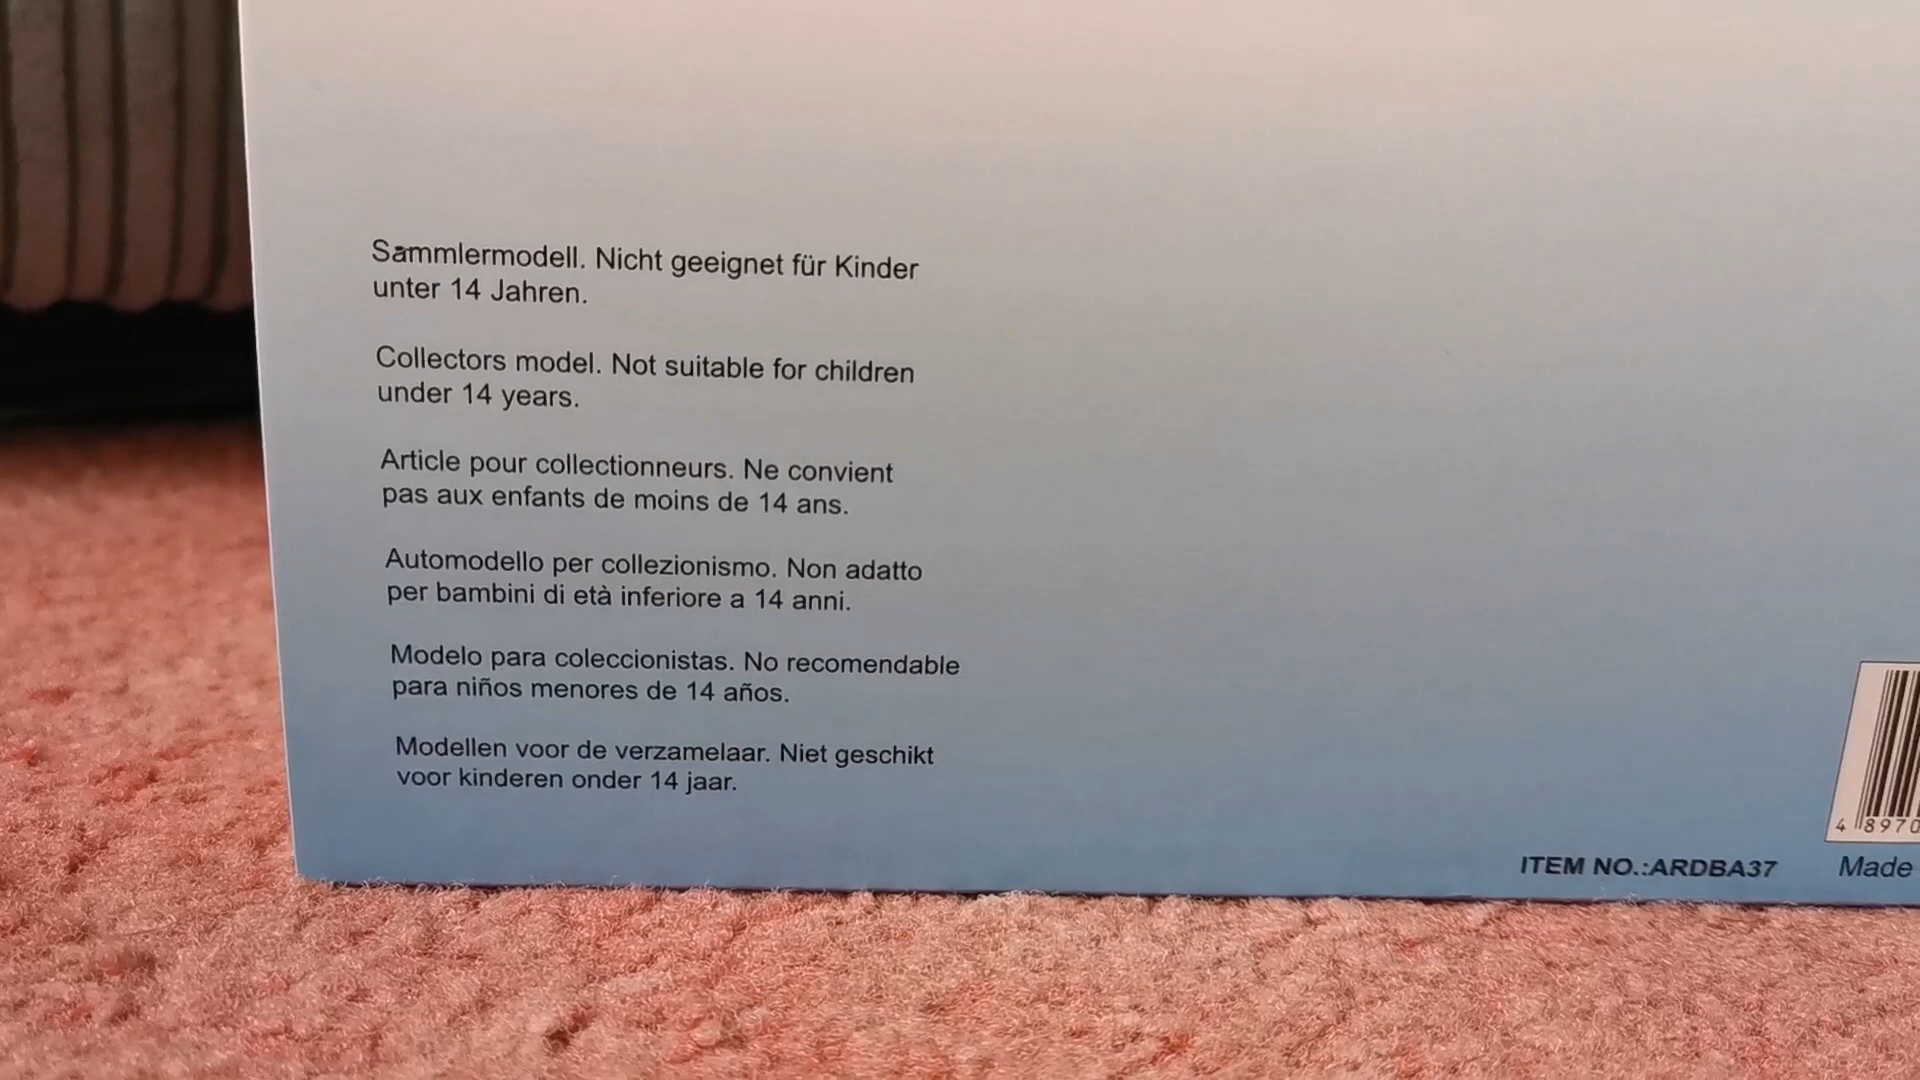 Sammlermodell. Nicht geeignet für Kinder
unter 14 Jahren.
Collectors model. Not suitable for children
under 14 years.
Article pour collectionneurs. Ne convient
pas aux enfants de moins de 14 ans.
Automodello per collezionismo. Non adatto
per bambini di età inferiore a 14 anni.
Modelo para coleccionistas. No recomendable
para niños menores de 14 años.
Modellen voor de verzamelaar. Niet geschikt
voor kinderen onder 14 jaar.
4 8970
ITEM NO.:ARDBA37
Made